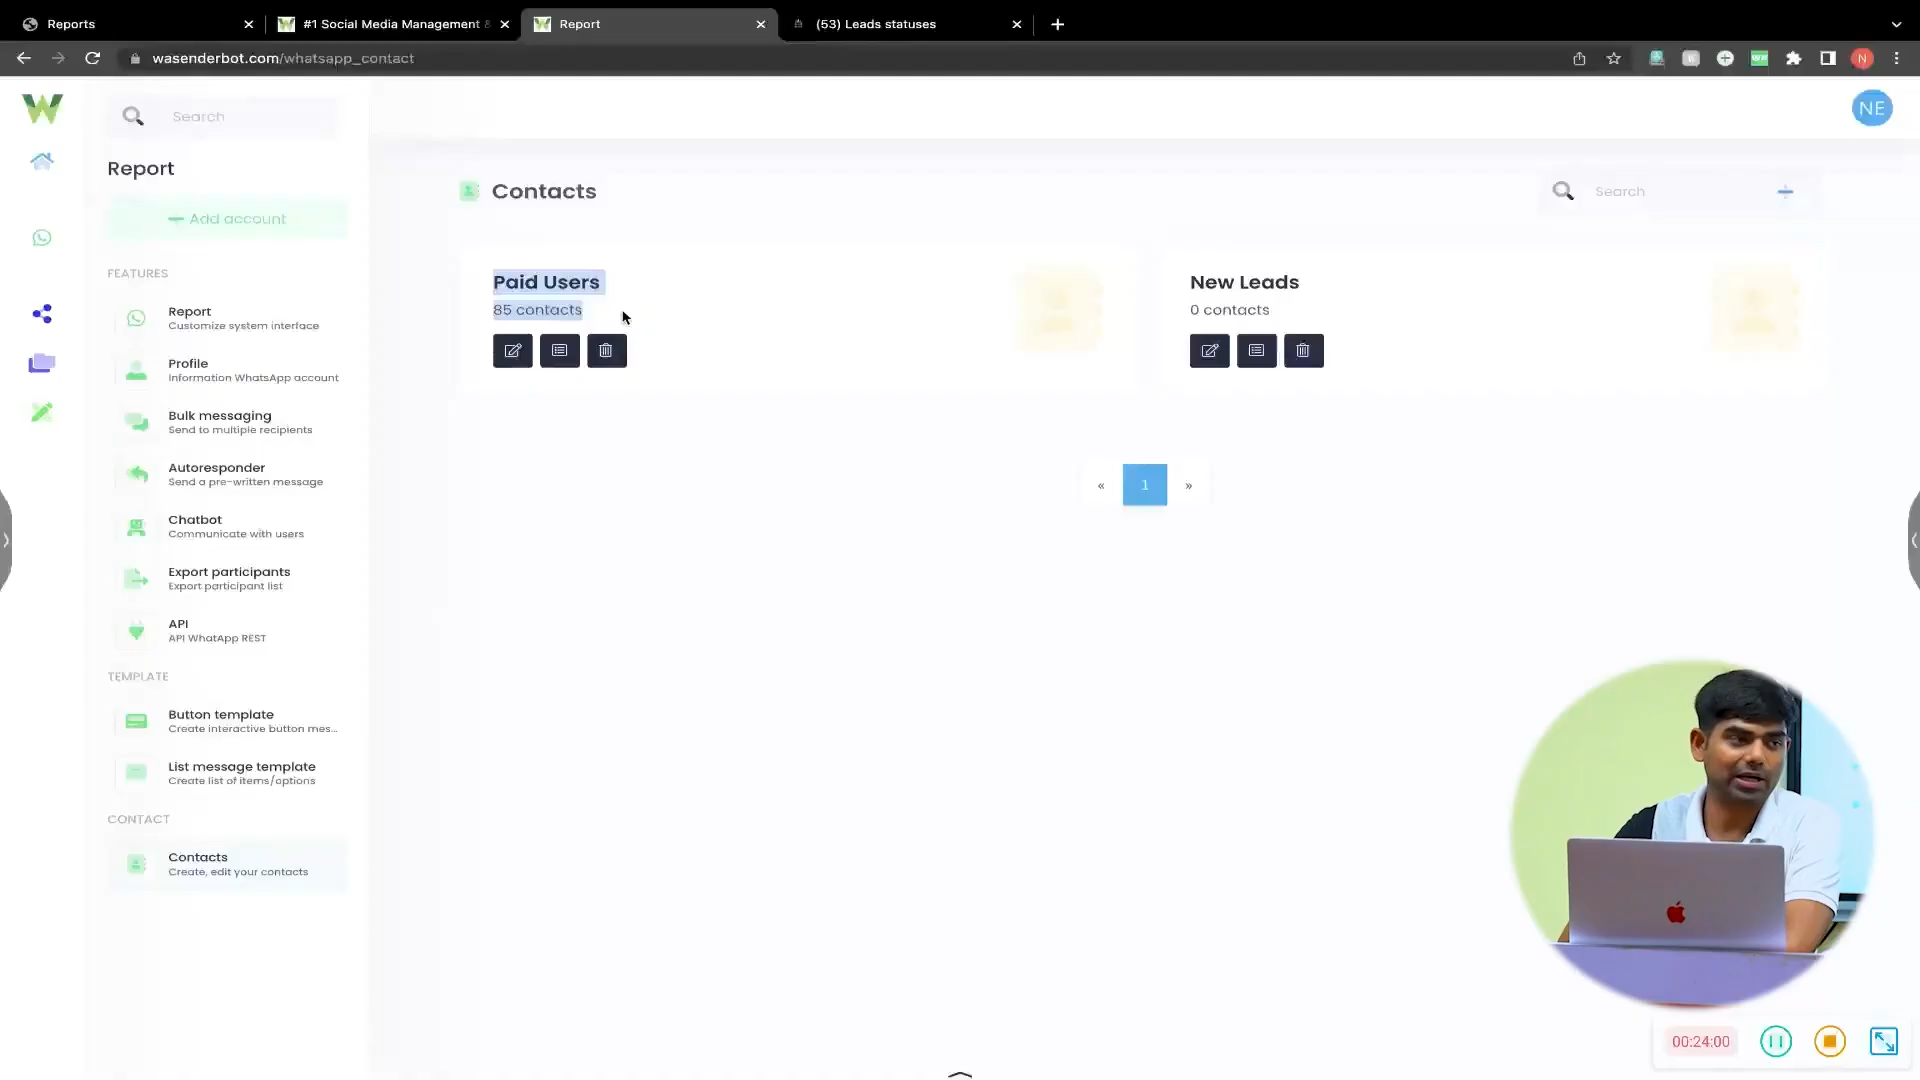 Reports
#1 Social Media Management &
Report
(53) Leads statuses
wasenderbot.com/whatsapp_contact
N
Search
NE
Report
Add account
FEATURES
Report
Customize system interface
Profile
Information WhatsApp account
Bulk messaging
Send to multiple recipients
Autoresponder
Send a pre-written message
Chatbot
Communicate with users
Export participants
Export participant list
API
API WhatApp REST
TEMPLATE
Button template
Create interactive button mes...
List message template
Create list of items/options
CONTACT
Contacts
Create, edit your contacts
Contacts
Search
Paid Users
85 contacts
New Leads
0 contacts
« 1 »
00:24:00